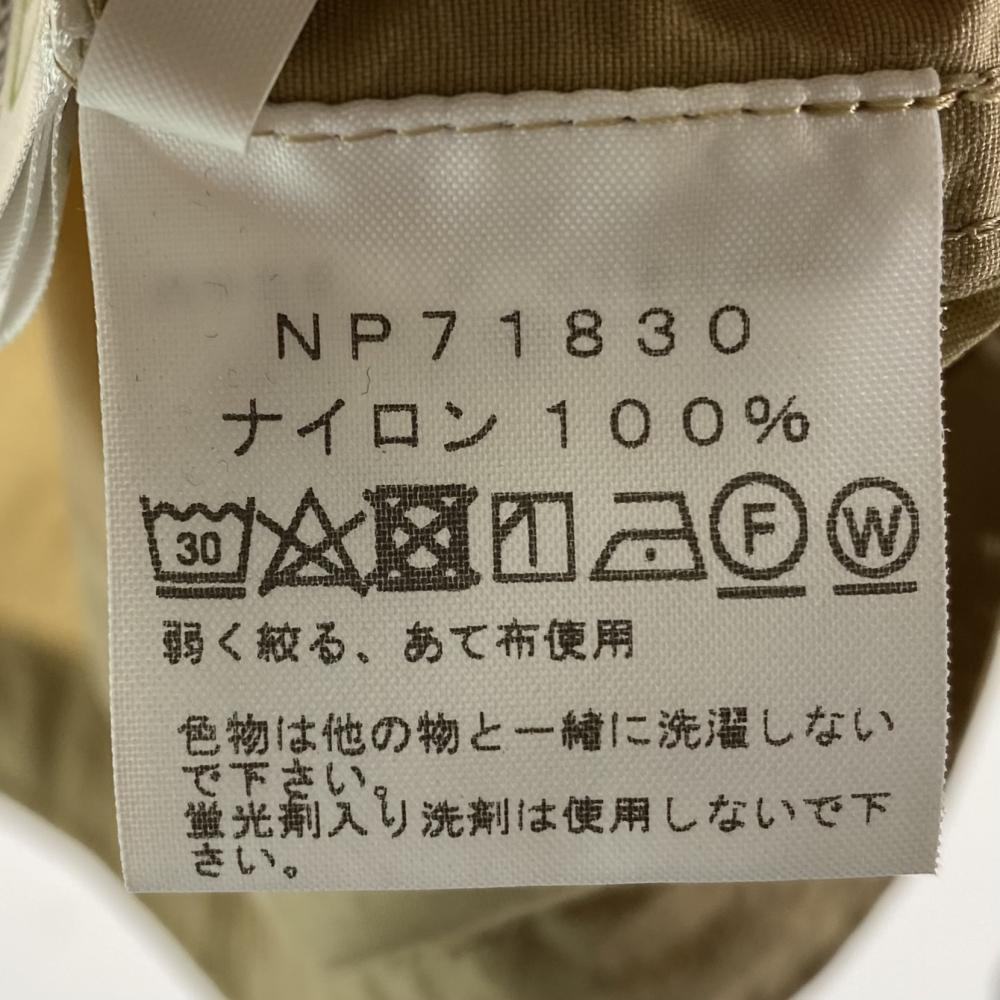 NP71830
ナイロン 100%
30 F W
弱く絞る、あて布使用
色物は他の物と一緒に洗濯しない
で下さい。
蛍光剤入り洗剤は使用しないで下
さい。